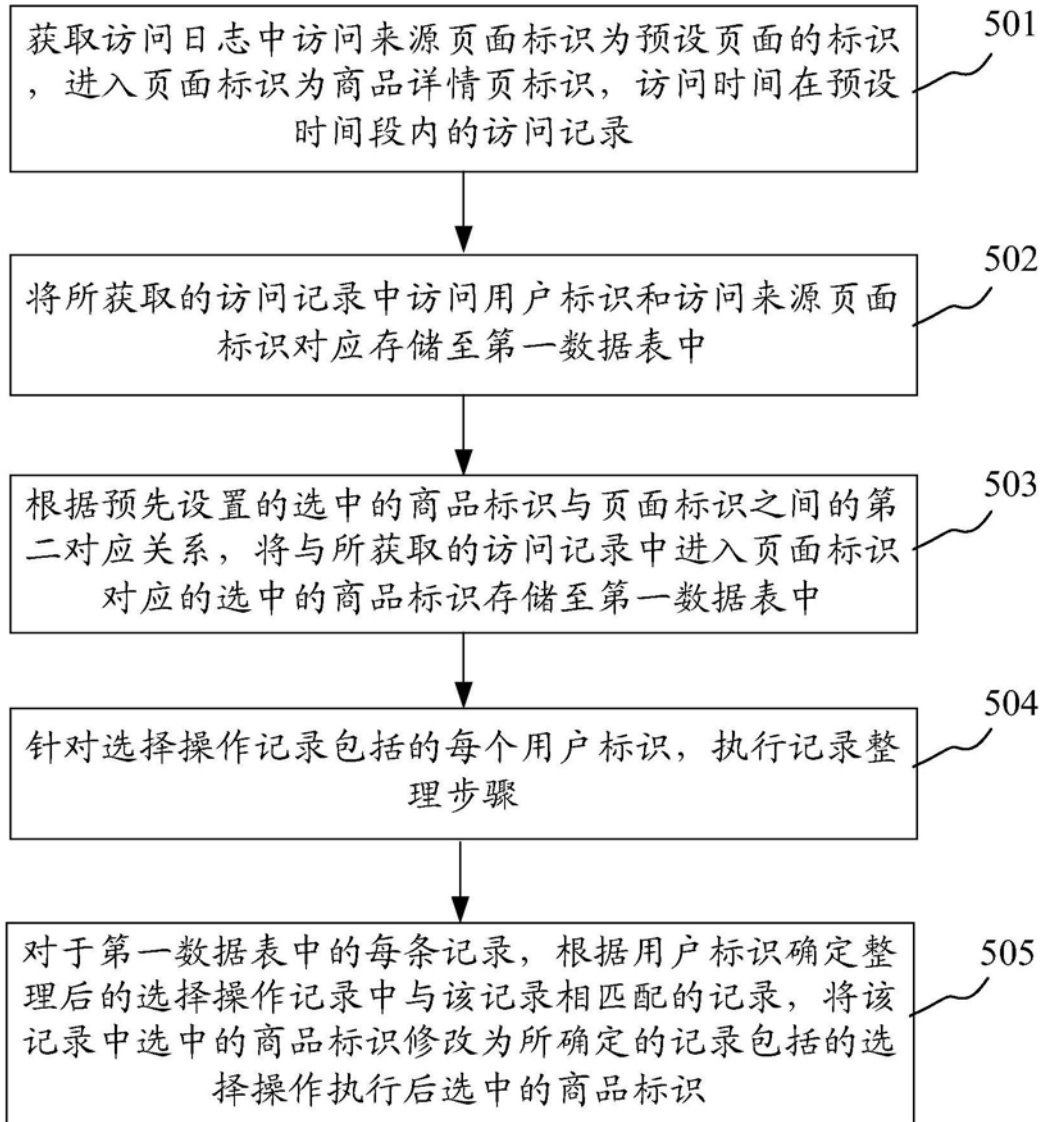 获取访问日志中访问来源页面标识为预设页面的标识
，进入页面标识为商品详情页标识，访问时间在预设
时间段内的访问记录
501
将所获取的访问记录中访问用户标识和访问来源页面
标识对应存储至第一数据表中
502
根据预先设置的选中的商品标识与页面标识之间的第
二对应关系，将与所获取的访问记录中进入页面标识
对应的选中的商品标识存储至第一数据表中
503
针对选择操作记录包括的每个用户标识，执行记录整
理步骤
504
对于第一数据表中的每条记录，根据用户标识确定整
理后的选择操作记录中与该记录相匹配的记录，将该
记录中选中的商品标识修改为所确定的记录包括的选
择操作执行后选中的商品标识
505